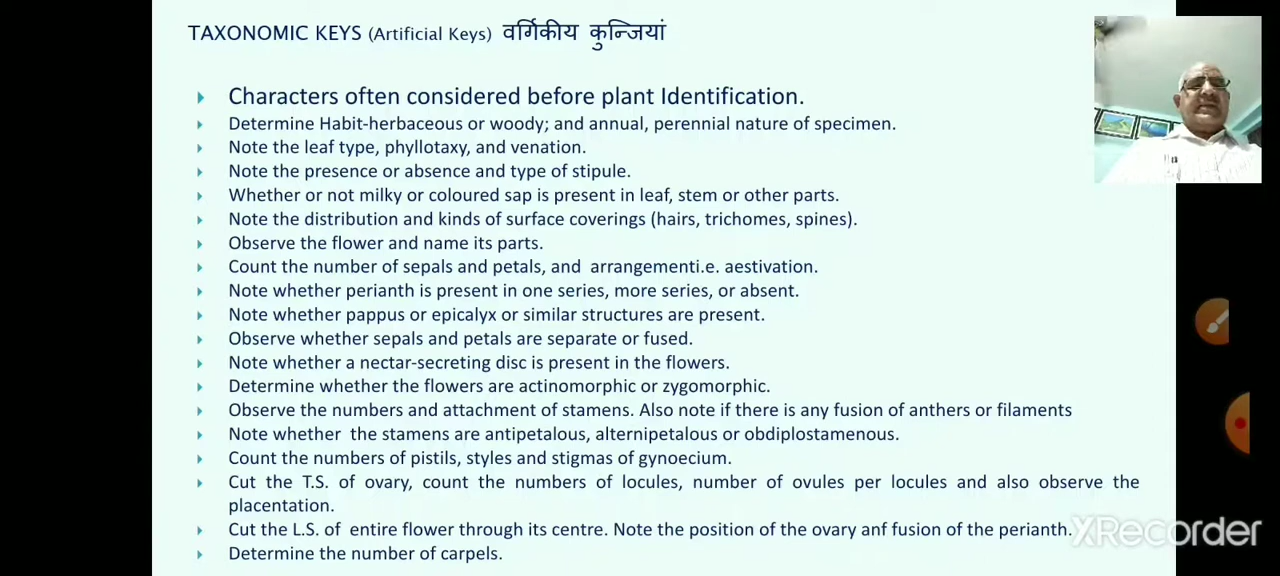 TAXONOMIC KEYS (Artificial Keys) वर्गिकीय कुन्जियां
Characters often considered before plant Identification.
Determine Habit-herbaceous or woody; and annual, perennial nature of specimen.
Note the leaf type, phyllotaxy, and venation.
Note the presence or absence and type of stipule.
Whether or not milky or coloured sap is present in leaf, stem or other parts.
Note the distribution and kinds of surface coverings (hairs, trichomes, spines).
Observe the flower and name its parts.
Count the number of sepals and petals, and arrangementi.e. aestivation.
Note whether perianth is present in one series, more series, or absent.
Note whether pappus or epicalyx or similar structures are present.
Observe whether sepals and petals are separate or fused.
Note whether a nectar-secreting disc is present in the flowers.
Determine whether the flowers are actinomorphic or zygomorphic.
Observe the numbers and attachment of stamens. Also note if there is any fusion of anthers or filaments
Note whether the stamens are antipetalous, alternipetalous or obdiplostamenous.
Count the numbers of pistils, styles and stigmas of gynoecium.
Cut the T.S. of ovary, count the numbers of locules, number of ovules per locules and also observe the
placentation.
Cut the L.S. of entire flower through its centre. Note the position of the ovary anf fusion of the perianth.
XRecorder
Determine the number of carpels.